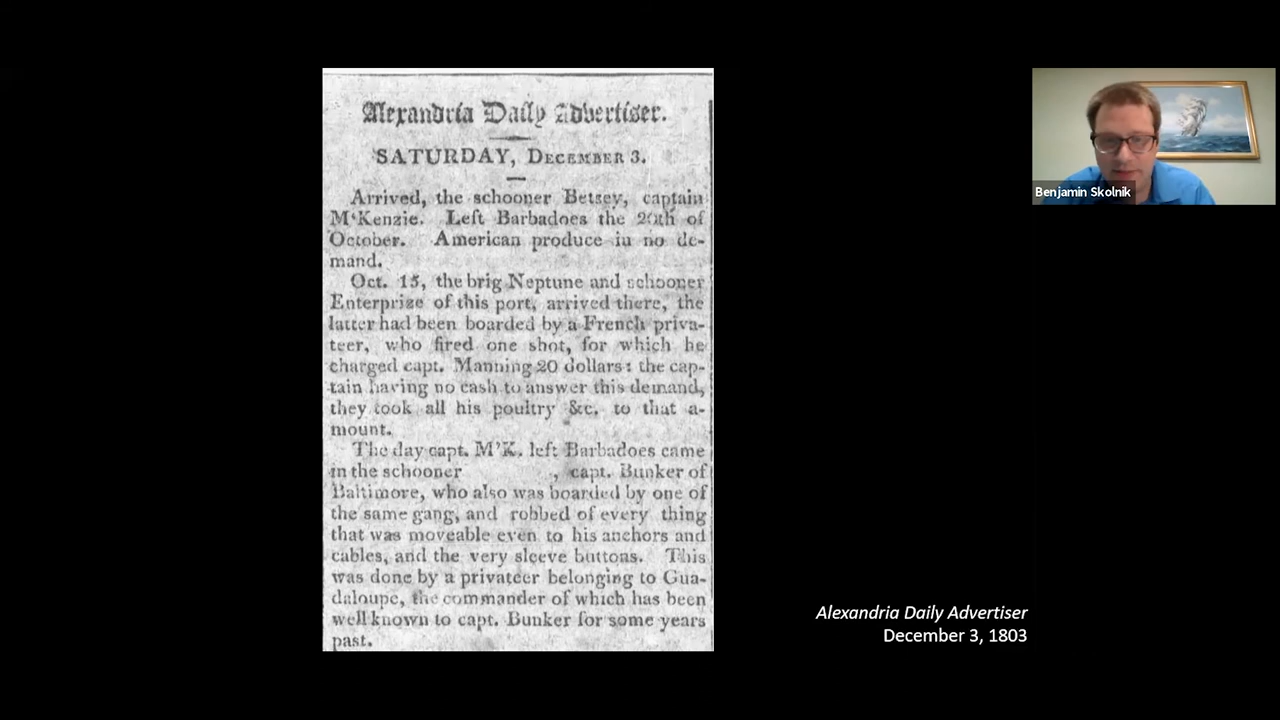 Alexandria Daily Advertiser.
SATURDAY, DECEMBER 3.
Arrived, the schooner Betsey, captain
M'Kenzie. Left Barbadoes the 20th of
October. American produce in no de-
mand.
Oct. 15, the brig Neptune and schooner
Enterprize of this port, arrived there, the
latter had been boarded by a French priva-
teer, who fired one shot, for which he
charged capt. Manning 20 dollars: the cap-
tain having no cash to answer this demand,
they took all his poultry &c. to that a-
mount.
The day capt. M'K. left Barbadoes came
in the schooner , capt. Bunker of
Baltimore, who also was boarded by one of
the same gang, and robbed of every thing
that was moveable even to his anchors and
cables, and the very sleeve buttons. This
was done by a privateer belonging to Gua-
daloupe, the commander of which has been
well known to capt. Bunker for some years
past.
Alexandria Daily Advertiser
December 3, 1803
Benjamin Skolnik